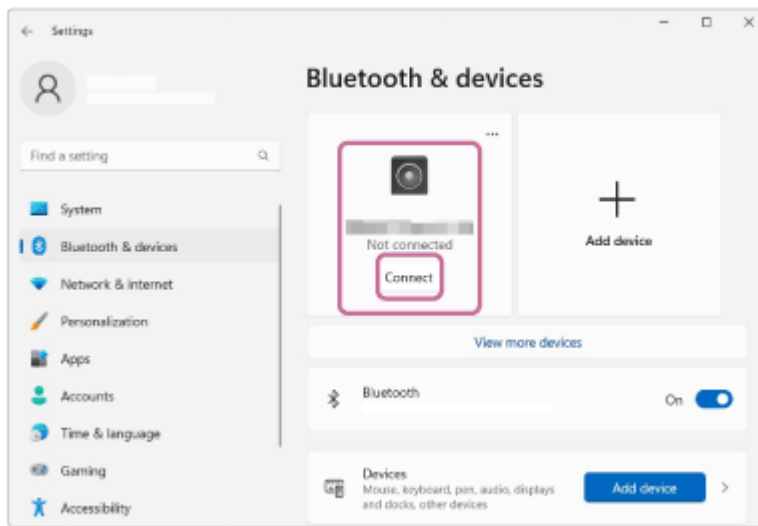 Settings
Bluetooth & devices
Find a setting
System
Bluetooth & devices
Network & internet
Personalization
Apps
Accounts
Time & language
Gaming
Accessibility
...
Not connected
Connect
Add device
View more devices
Bluetooth
On
Devices
Mouse, keyboard, pen, audio, displays
and docks, other devices
Add device